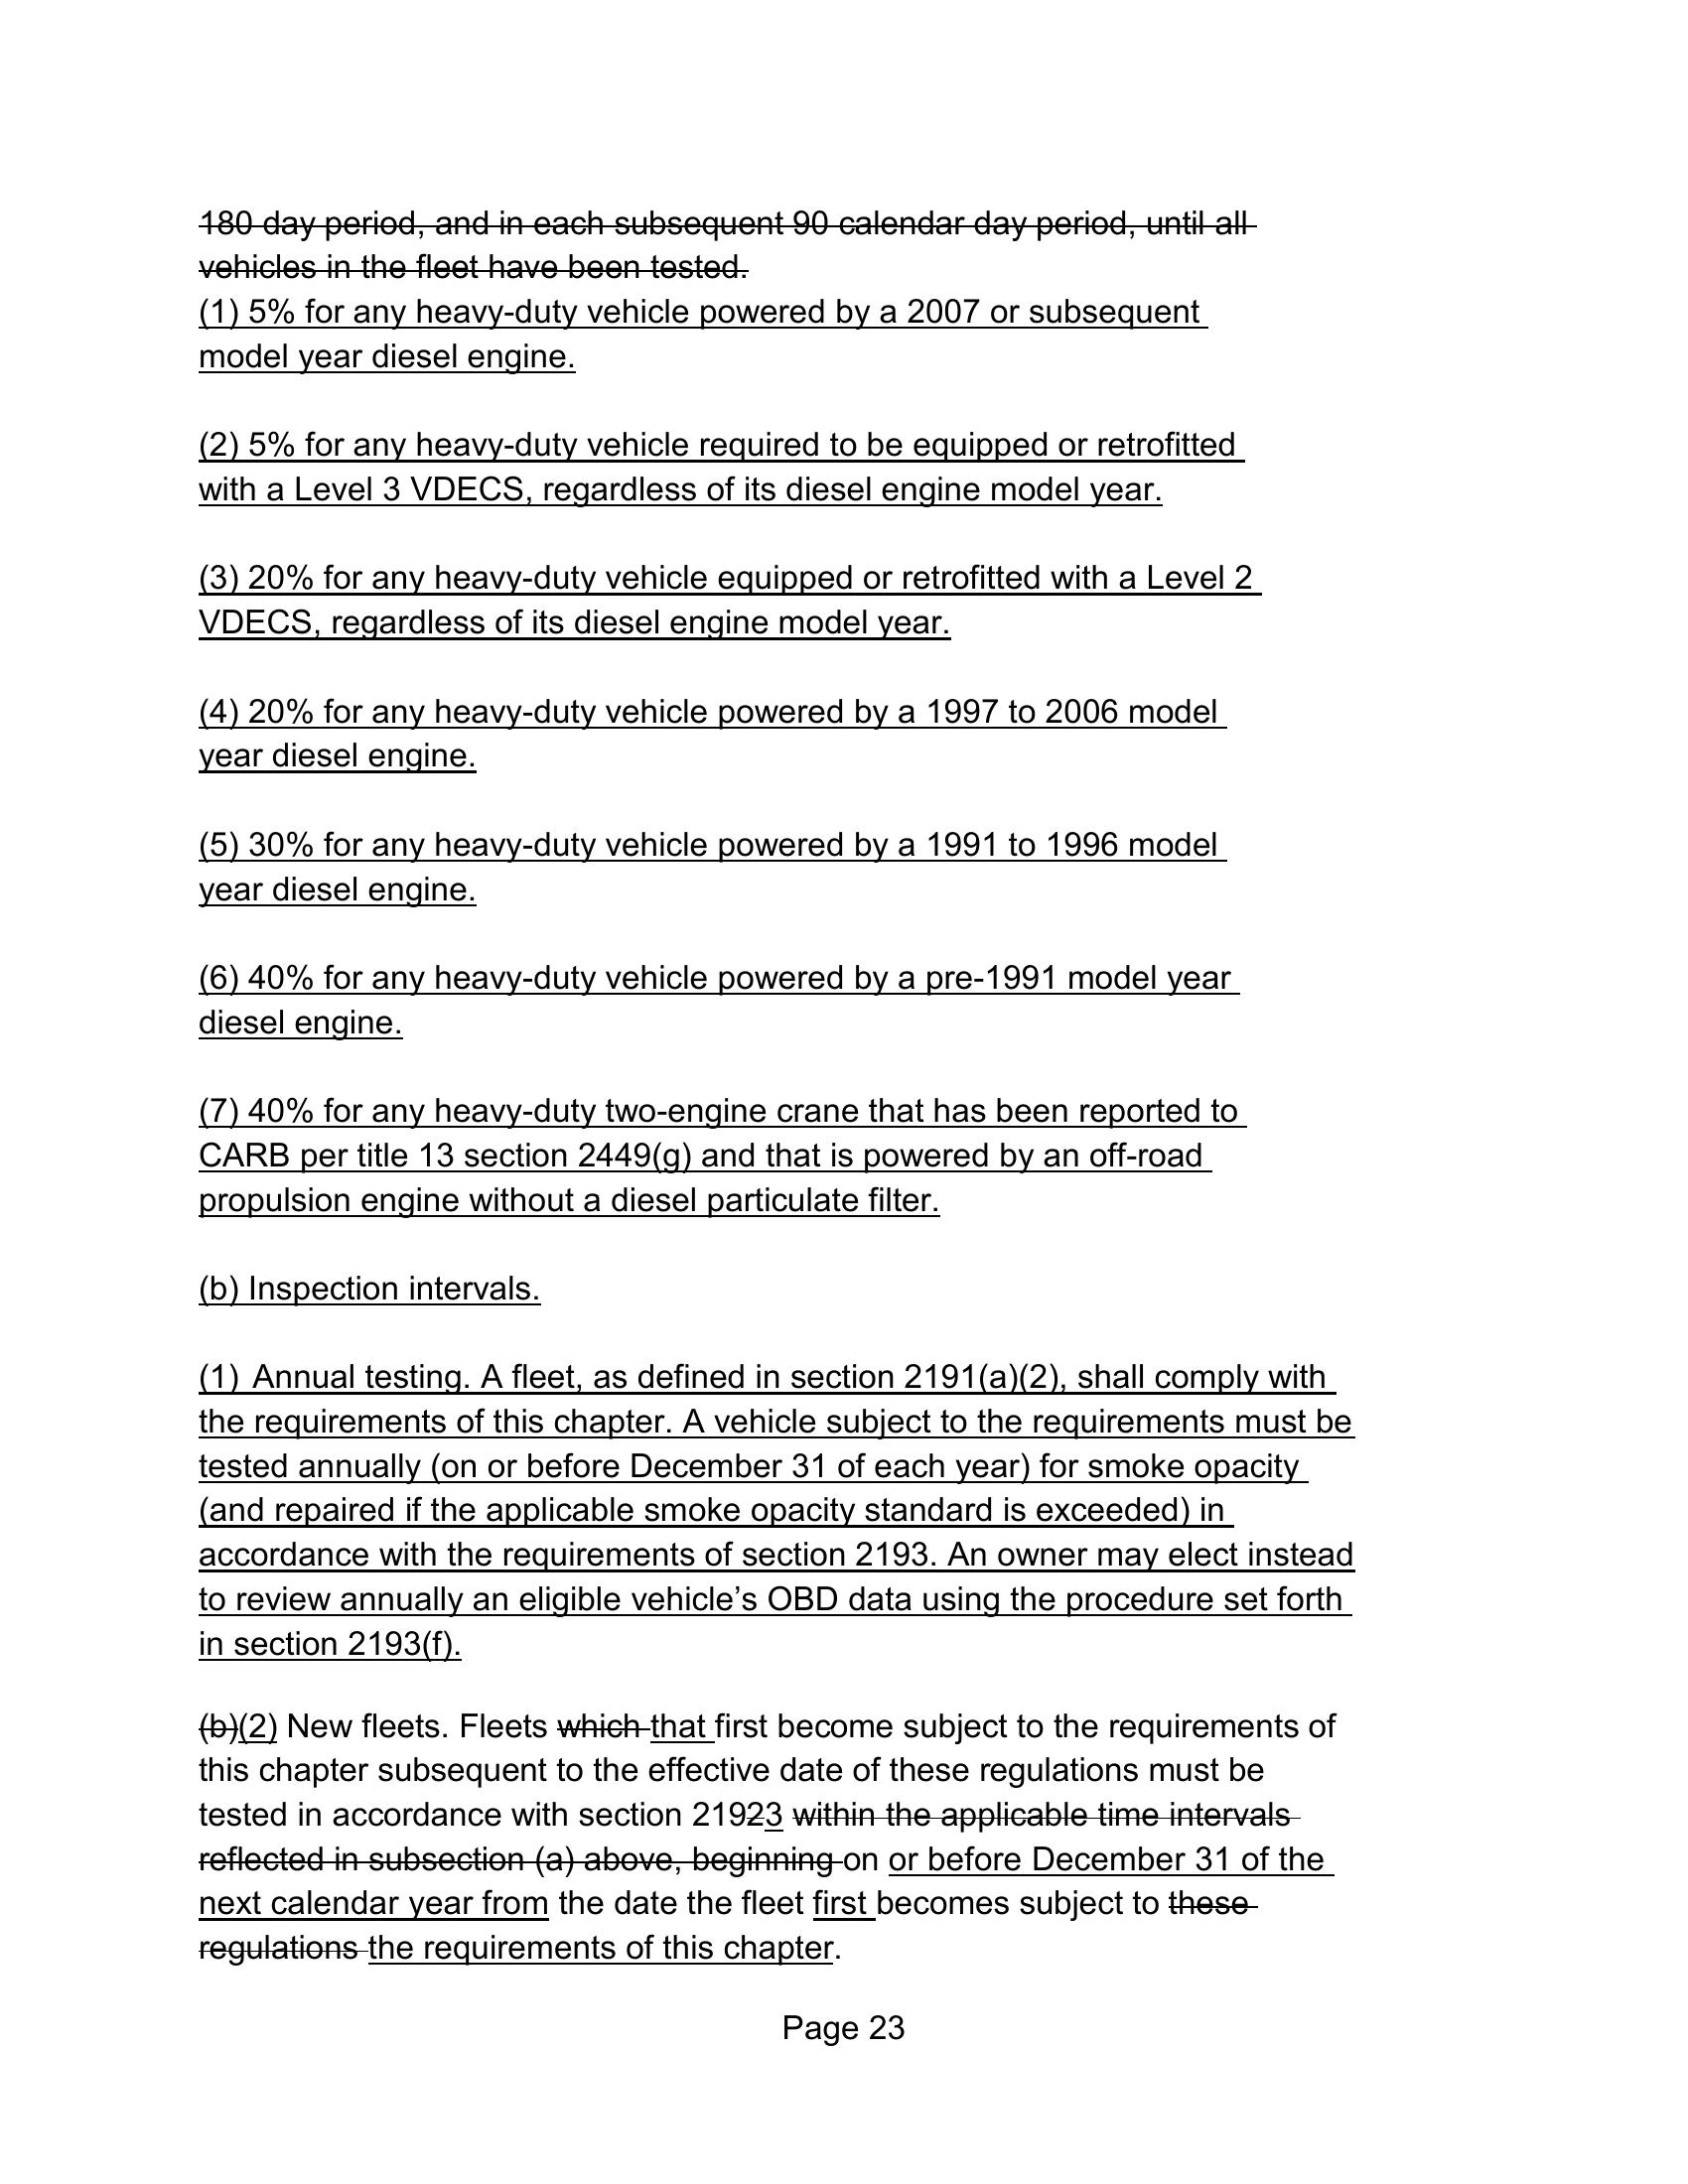 180 day period, and in each subsequent 90 calendar day period, until all
vehicles in the fleet have been tested.
(1) 5% for any heavy-duty vehicle powered by a 2007 or subsequent
model year diesel engine.
(2) 5% for any heavy-duty vehicle required to be equipped or retrofitted
with a Level 3 VDECS, regardless of its diesel engine model year.
(3) 20% for any heavy-duty vehicle equipped or retrofitted with a Level 2
VDECS, regardless of its diesel engine model year.
(4) 20% for any heavy-duty vehicle powered by a 1997 to 2006 model
year diesel engine.
(5) 30% for any heavy-duty vehicle powered by a 1991 to 1996 model
year diesel engine.
(6) 40% for any heavy-duty vehicle powered by a pre-1991 model year
diesel engine.
(7) 40% for any heavy-duty two-engine crane that has been reported to
CARB per title 13 section 2449(g) and that is powered by an off-road
propulsion engine without a diesel particulate filter.
(b) Inspection intervals.
(1) Annual testing. A fleet, as defined in section 2191(a)(2), shall comply with
the requirements of this chapter. A vehicle subject to the requirements must be
tested annually (on or before December 31 of each year) for smoke opacity
(and repaired if the applicable smoke opacity standard is exceeded) in
accordance with the requirements of section 2193. An owner may elect instead
to review annually an eligible vehicle’s OBD data using the procedure set forth
in section 2193(f).
(b)(2) New fleets. Fleets which that first become subject to the requirements of
this chapter subsequent to the effective date of these regulations must be
tested in accordance with section 21923 within the applicable time intervals
reflected in subsection (a) above, beginning on or before December 31 of the
next calendar year from the date the fleet first becomes subject to these
regulations the requirements of this chapter.
Page 23